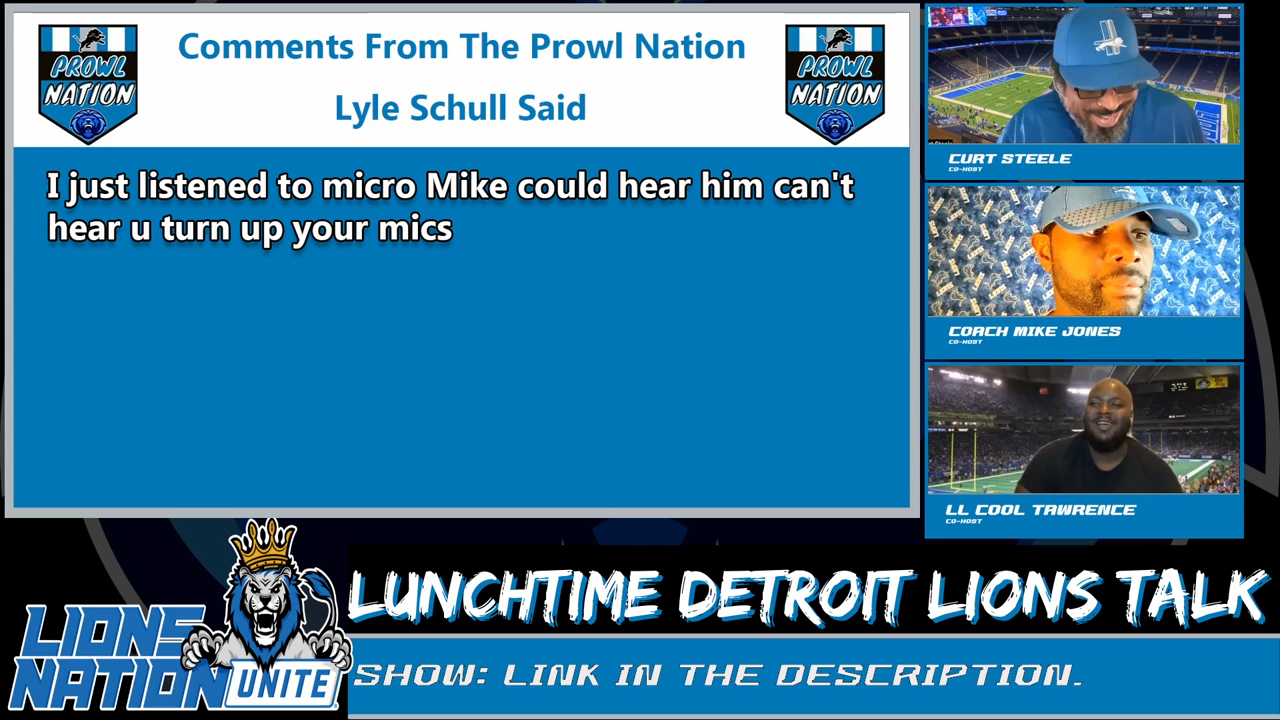 PROWL
NATION
Comments From The Prowl Nation
PROWL
NATION
Lyle Schull Said
I just listened to micro Mike could hear him can't
hear u turn up your mics
CURT STEELE
CO-HOST
COACH MIKE JONES
CO-HOST
LL COOL TAWRENCE
CO-HOST
LIONS
NATION
UNITE
LUNCHTIME DETROIT LIONS TALK
SHOW: LINK IN THE DESCRIPTION.